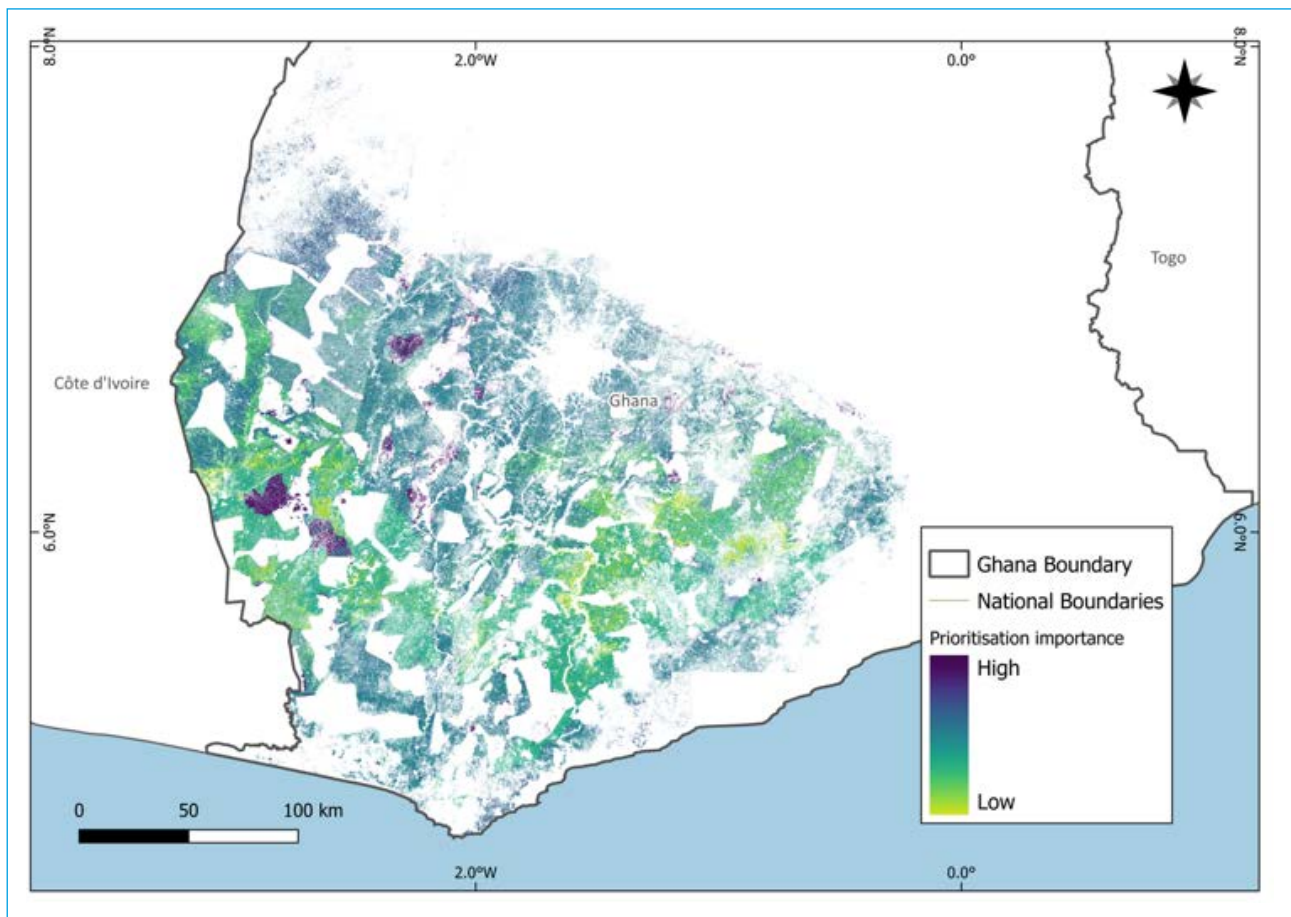 8.0°N
2.0°W
0.0°
8.0°N
Togo
Côte d'Ivoire
Ghana
6.0°N
6.0°N
Ghana Boundary
National Boundaries
Prioritisation importance
High
Low
0 50 100 km
2.0°W
0.0°